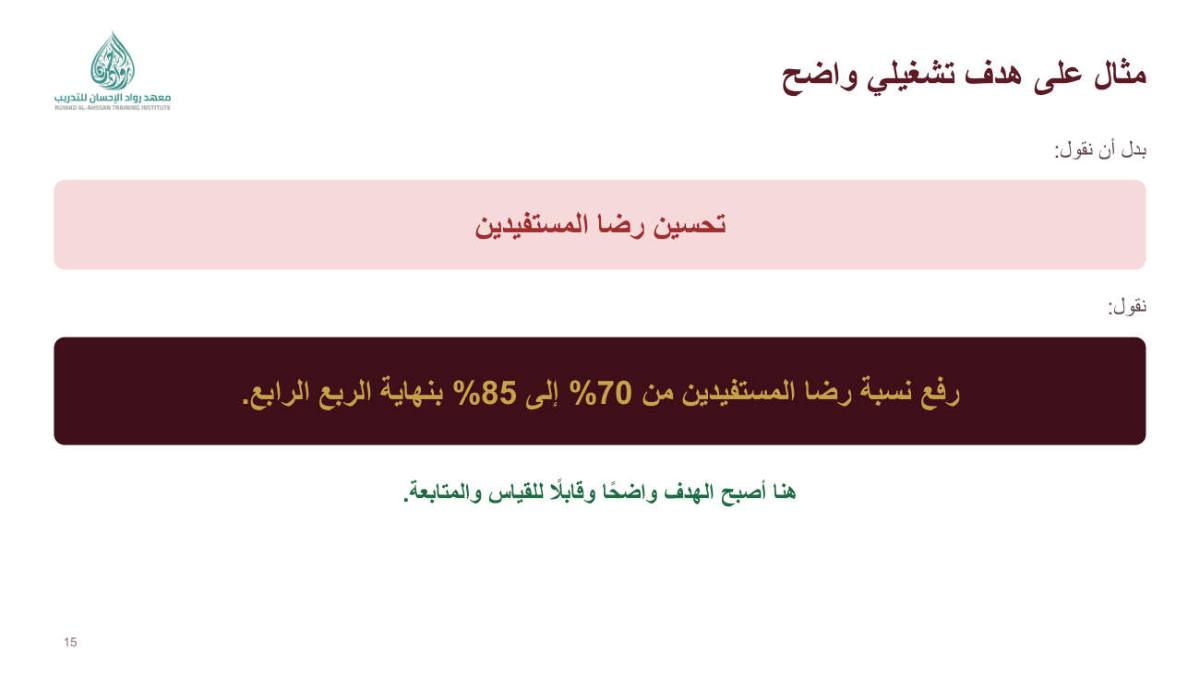 معهد رواد الإحسان للتدريب
RUWAD AL-AHSSAN TRAINING INSTITUTE
مثال على هدف تشغيلي واضح
بدل أن نقول:
تحسين رضا المستفيدين
نقول:
رفع نسبة رضا المستفيدين من 70% إلى 85% بنهاية الربع الرابع.
هنا أصبح الهدف واضحًا وقابلًا للقياس والمتابعة.
15